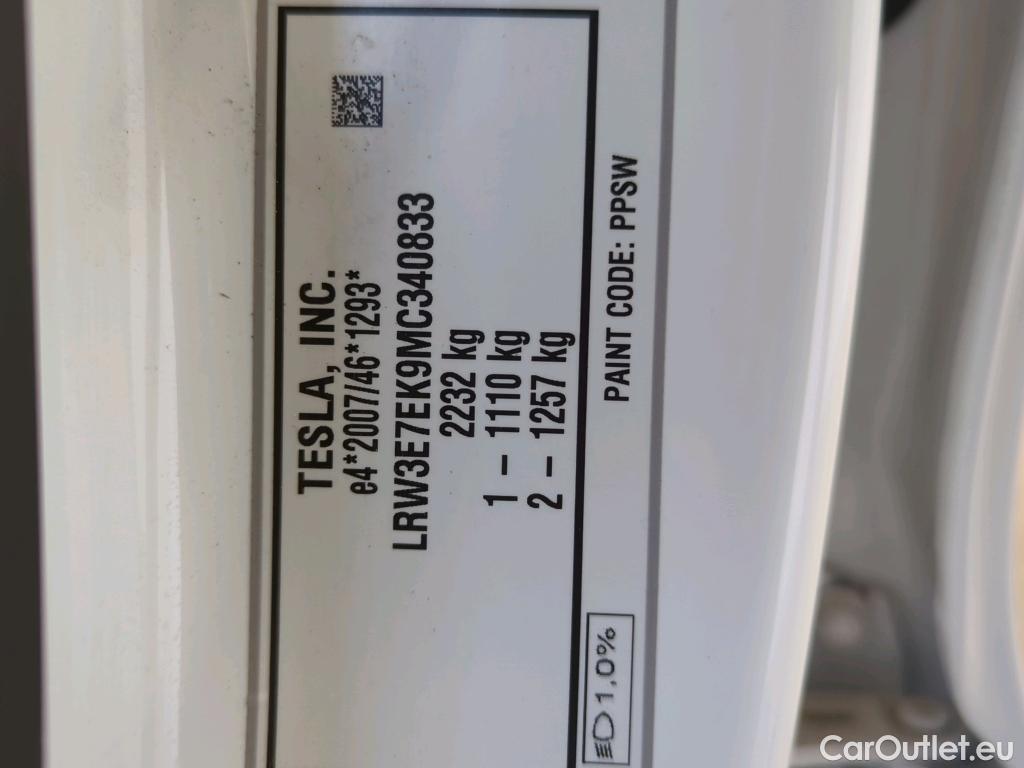 TESLA, INC.
e4*2007/46*1293*
LRW3E7EK9MC340833
2232 kg
1 – 1110 kg
2 – 1257 kg
1,0%
PAINT CODE: PPSW
CarOutlet.eu